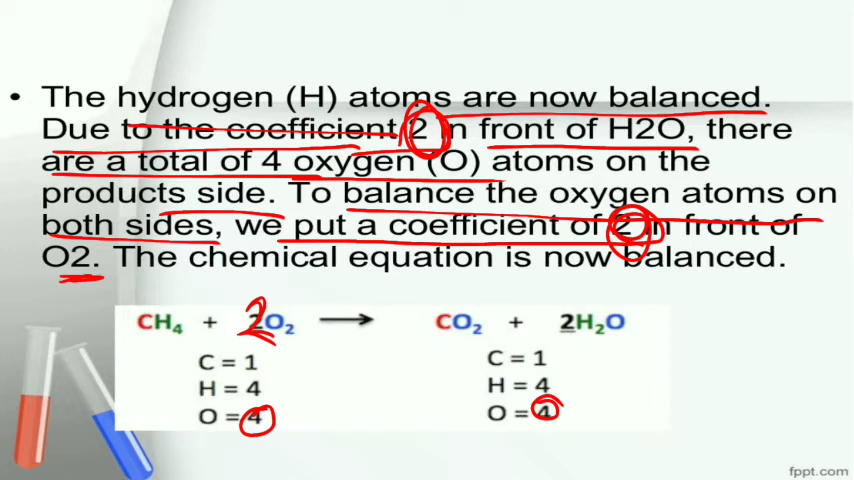 • The hydrogen (H) atoms are now balanced.
Due to the coefficient 2 in front of H2O, there
are a total of 4 oxygen (O) atoms on the
products side. To balance the oxygen atoms on
both sides, we put a coefficient of 2 in front of
O2. The chemical equation is now balanced.
CH₄ + 2O₂ → CO₂ + 2H₂O
C = 1 C = 1
H = 4 H = 4
O = 4 O = 4
fppt.com